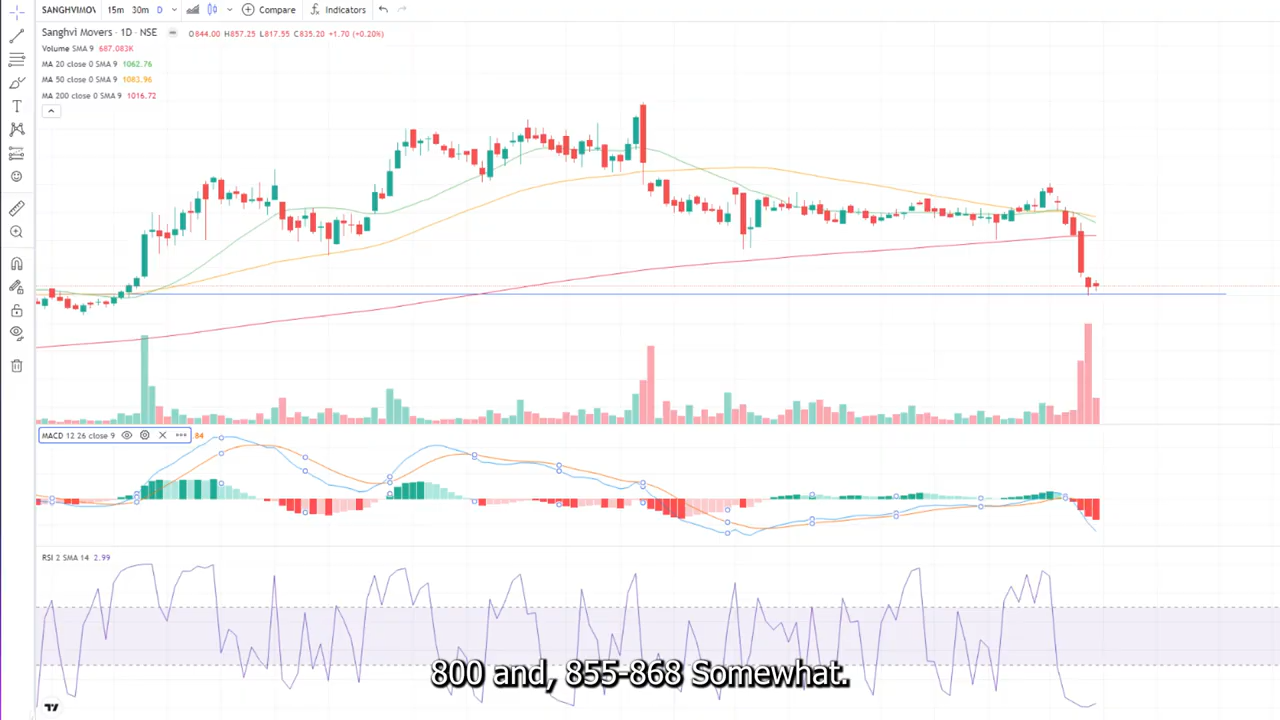 SANGHVIMOV 15m 30m D Compare Indicators
Sanghvi Movers · 1D · NSE O844.00 H857.25 L817.55 C835.20 +1.70 (+0.20%)
Volume SMA 9 687.083K
MA 20 close 0 SMA 9 1062.76
MA 50 close 0 SMA 9 1083.96
MA 200 close 0 SMA 9 1016.72
MACD 12 26 close 9 84
RSI 2 SMA 14 2.99
800 and, 855-868 Somewhat.